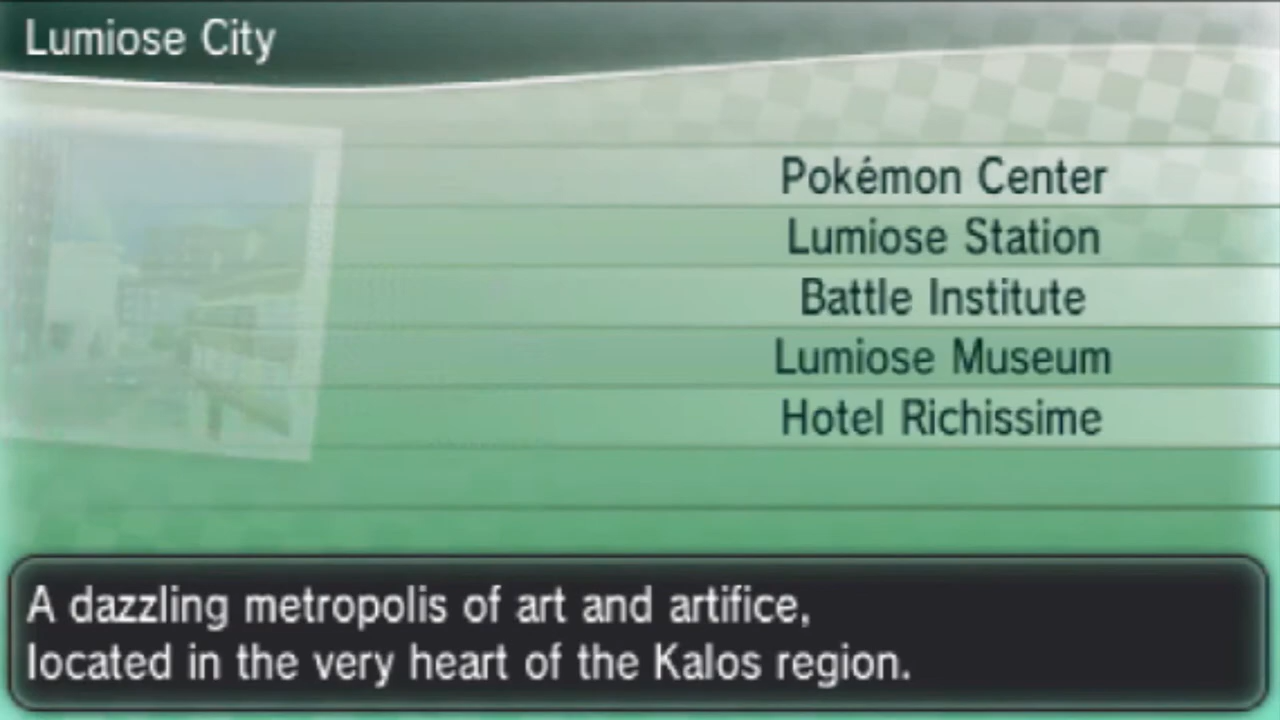 Lumiose City
Pokémon Center
Lumiose Station
Battle Institute
Lumiose Museum
Hotel Richissime
A dazzling metropolis of art and artifice,
located in the very heart of the Kalos region.